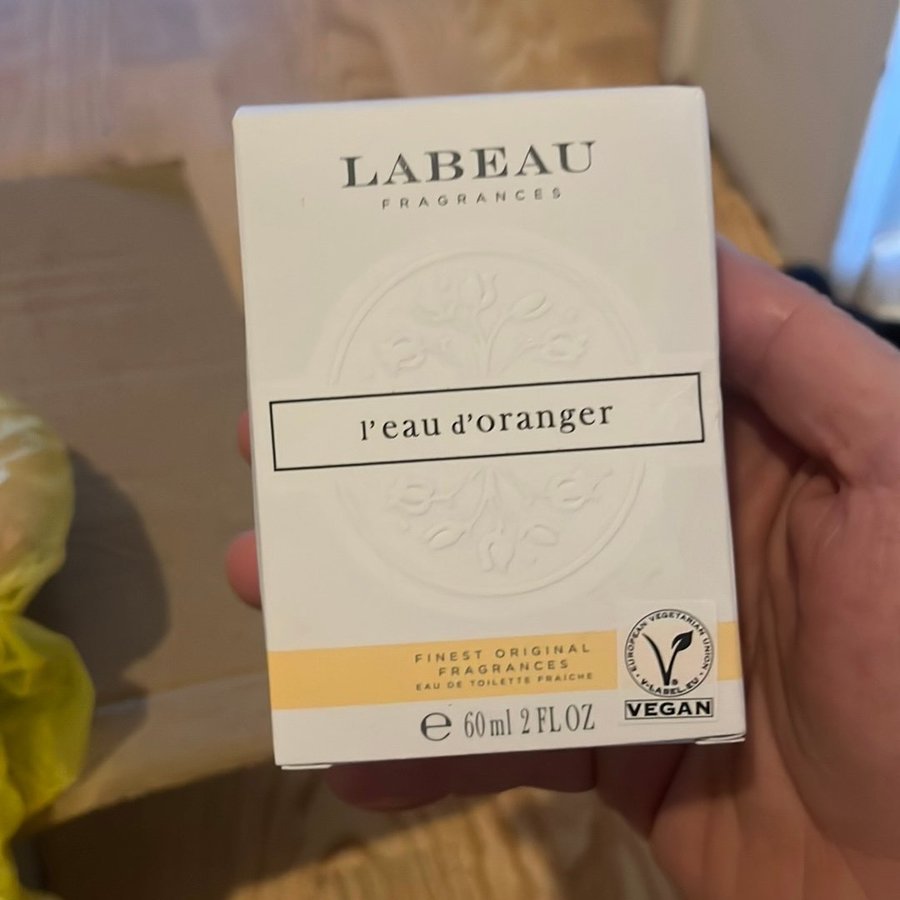 LABEAU
FRAGRANCES
l'eau d'oranger
FINEST ORIGINAL
FRAGRANCES
EAU DE TOILETTE FRAÎCHE
℮ 60ml 2 FL OZ
EUROPEAN VEGETARIAN UNION
V-LABEL.EU
VEGAN